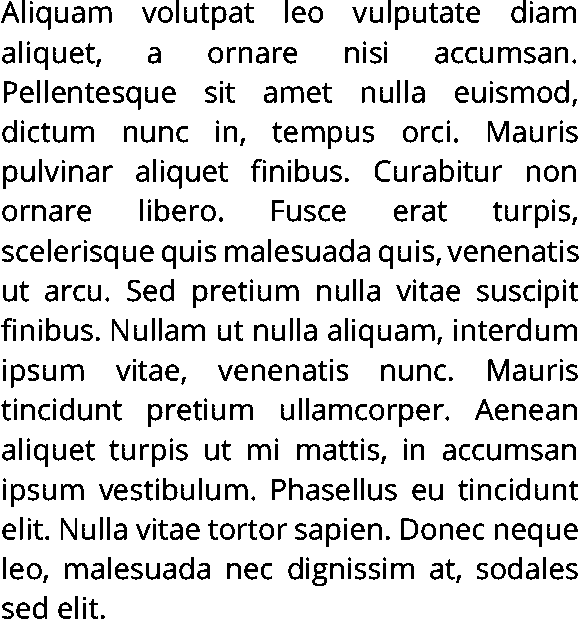 Aliquam volutpat leo vulputate diam
aliquet, a ornare nisi accumsan.
Pellentesque sit amet nulla euismod,
dictum nunc in, tempus orci. Mauris
pulvinar aliquet finibus. Curabitur non
ornare libero. Fusce erat turpis,
scelerisque quis malesuada quis, venenatis
ut arcu. Sed pretium nulla vitae suscipit
finibus. Nullam ut nulla aliquam, interdum
ipsum vitae, venenatis nunc. Mauris
tincidunt pretium ullamcorper. Aenean
aliquet turpis ut mi mattis, in accumsan
ipsum vestibulum. Phasellus eu tincidunt
elit. Nulla vitae tortor sapien. Donec neque
leo, malesuada nec dignissim at, sodales
sed elit.